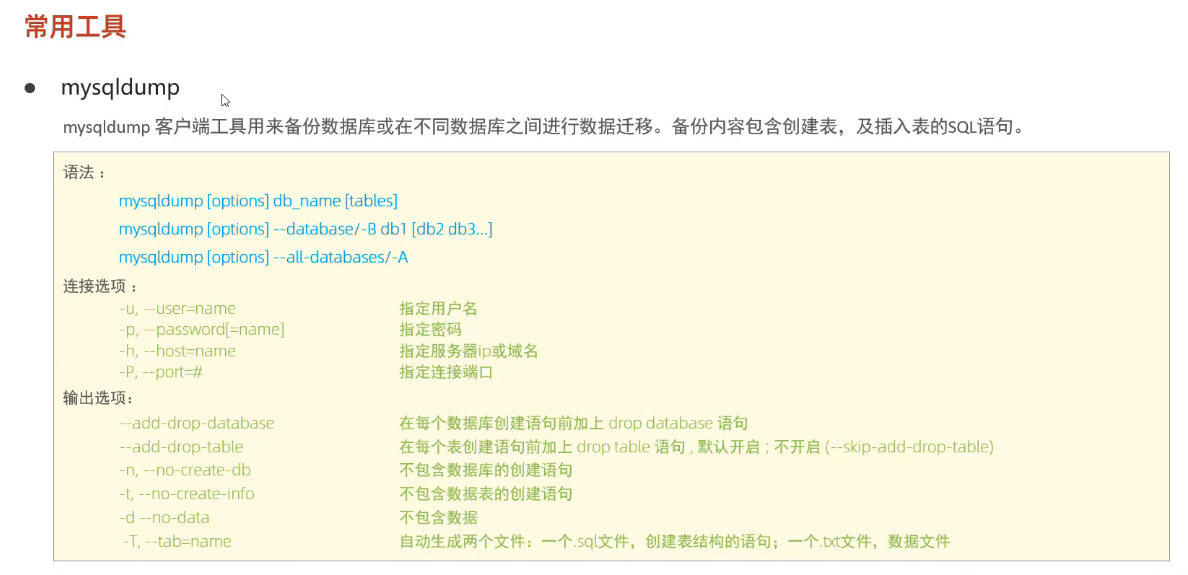 常用工具
● mysqldump
mysqldump 客户端工具用来备份数据库或在不同数据库之间进行数据迁移。备份内容包含创建表，及插入表的SQL语句。
语法：
mysqldump [options] db_name [tables]
mysqldump [options] --database/-B db1 [db2 db3...]
mysqldump [options] --all-databases/-A
连接选项：
-u, --user=name 指定用户名
-p, --password[=name] 指定密码
-h, --host=name 指定服务器ip或域名
-P, --port=# 指定连接端口
输出选项：
--add-drop-database 在每个数据库创建语句前加上 drop database 语句
--add-drop-table 在每个表创建语句前加上 drop table 语句 , 默认开启 ; 不开启 (--skip-add-drop-table)
-n, --no-create-db 不包含数据库的创建语句
-t, --no-create-info 不包含数据表的创建语句
-d --no-data 不包含数据
-T, --tab=name 自动生成两个文件：一个.sql文件，创建表结构的语句；一个.txt文件，数据文件